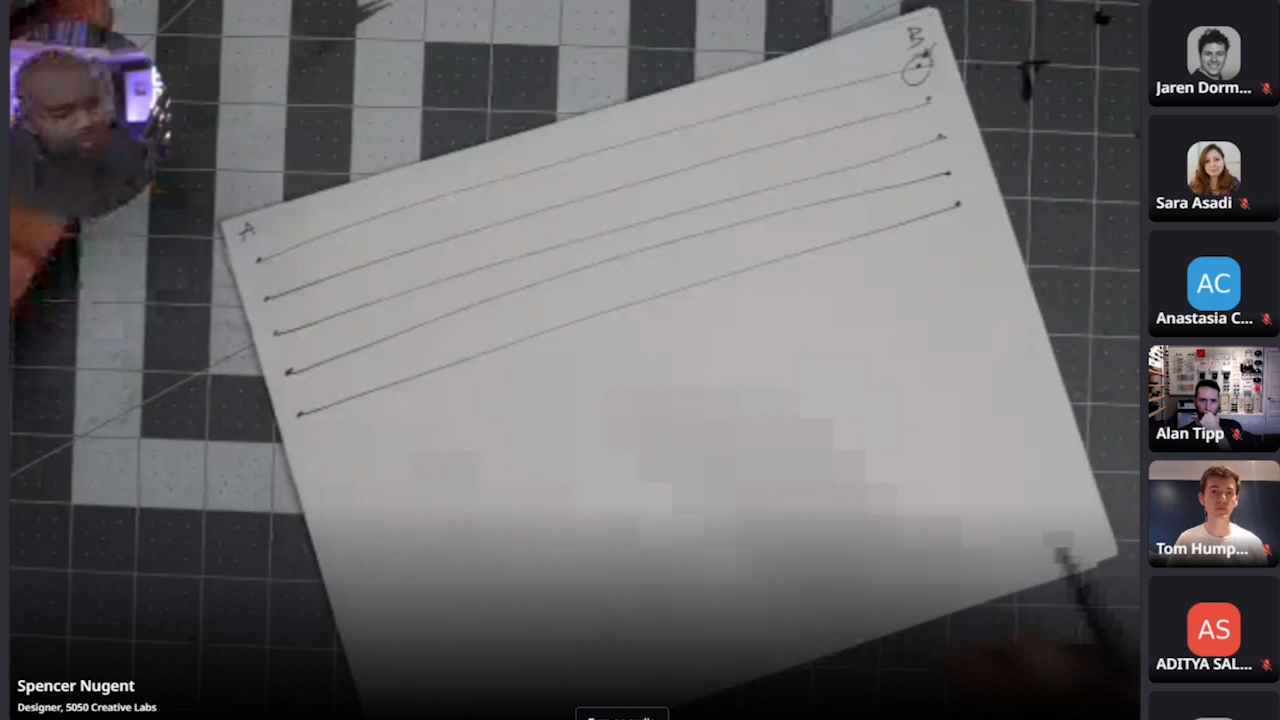 A
B
Jaren Dorm...
Sara Asadi
AC
Anastasia C...
Alan Tipp
Tom Hump...
AS
ADITYA SAL...
Spencer Nugent
Designer, 5050 Creative Labs